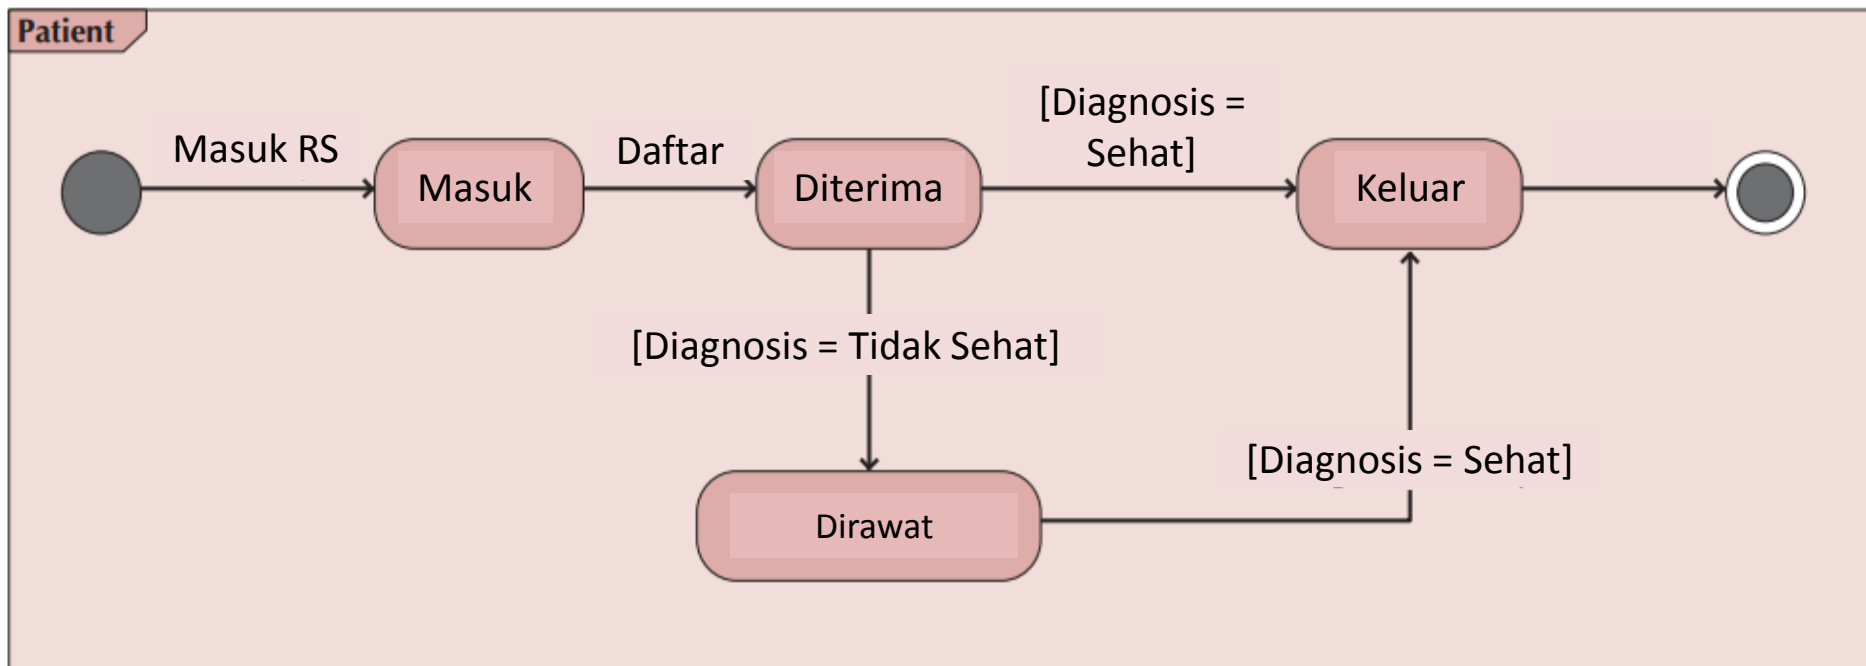 Patient
Masuk RS
Masuk
Daftar
Diterima
[Diagnosis =
Sehat]
Keluar
[Diagnosis = Tidak Sehat]
[Diagnosis = Sehat]
Dirawat